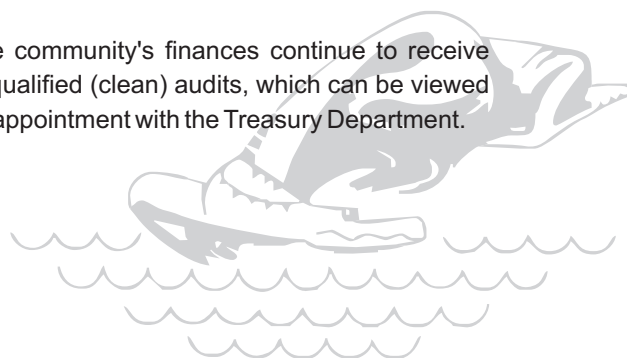 e community's finances continue to receive
qualified (clean) audits, which can be viewed
appointment with the Treasury Department.